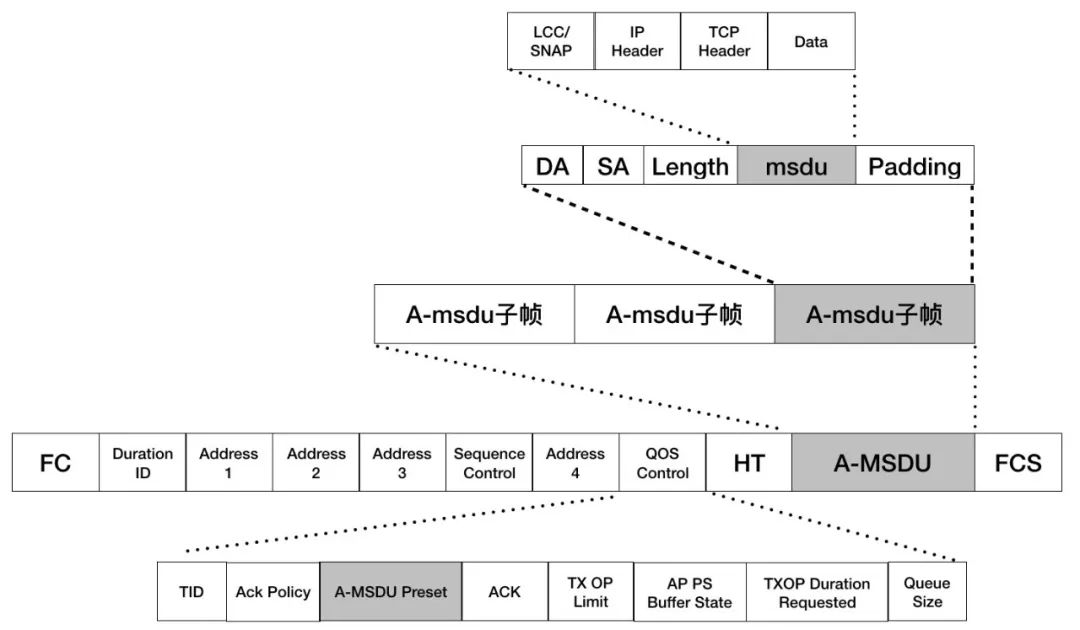 LCC/
SNAP
IP
Header
TCP
Header
Data
DA
SA
Length
msdu
Padding
A-msdu子帧
A-msdu子帧
A-msdu子帧
FC
Duration
ID
Address
1
Address
2
Address
3
Sequence
Control
Address
4
QOS
Control
HT
A-MSDU
FCS
TID
Ack Policy
A-MSDU Preset
ACK
TX OP
Limit
AP PS
Buffer State
TXOP Duration
Requested
Queue
Size